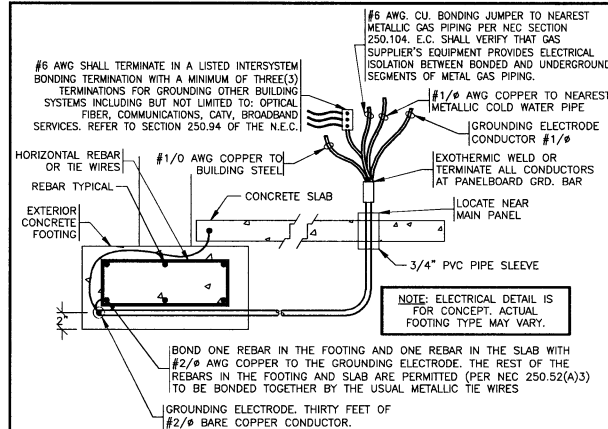 #6 AWG. CU. BONDING JUMPER TO NEAREST
METALLIC GAS PIPING PER NEC SECTION
250.104. E.C. SHALL VERIFY THAT GAS
SUPPLIER'S EQUIPMENT PROVIDES ELECTRICAL
ISOLATION BETWEEN BONDED AND UNDERGROUND
SEGMENTS OF METAL GAS PIPING.
#6 AWG SHALL TERMINATE IN A LISTED INTERSYSTEM
BONDING TERMINATION WITH A MINIMUM OF THREE(3)
TERMINATIONS FOR GROUNDING OTHER BUILDING
SYSTEMS INCLUDING BUT NOT LIMITED TO: OPTICAL
FIBER, COMMUNICATIONS, CATV, BROADBAND
SERVICES. REFER TO SECTION 250.94 OF THE N.E.C.
#1/ø AWG COPPER TO NEAREST
METALLIC COLD WATER PIPE
GROUNDING ELECTRODE
CONDUCTOR #1/ø
HORIZONTAL REBAR
OR TIE WIRES
#1/0 AWG COPPER TO
BUILDING STEEL
EXOTHERMIC WELD OR
TERMINATE ALL CONDUCTORS
AT PANELBOARD GRD. BAR
REBAR TYPICAL
CONCRETE SLAB
EXTERIOR
CONCRETE
FOOTING
LOCATE NEAR
MAIN PANEL
3/4" PVC PIPE SLEEVE
NOTE: ELECTRICAL DETAIL IS
FOR CONCEPT. ACTUAL
FOOTING TYPE MAY VARY.
2"
BOND ONE REBAR IN THE FOOTING AND ONE REBAR IN THE SLAB WITH
#2/ø AWG COPPER TO THE GROUNDING ELECTRODE. THE REST OF THE
REBARS IN THE FOOTING AND SLAB ARE PERMITTED (PER NEC 250.52(A)3)
TO BE BONDED TOGETHER BY THE USUAL METALLIC TIE WIRES
GROUNDING ELECTRODE. THIRTY FEET OF
#2/ø BARE COPPER CONDUCTOR.